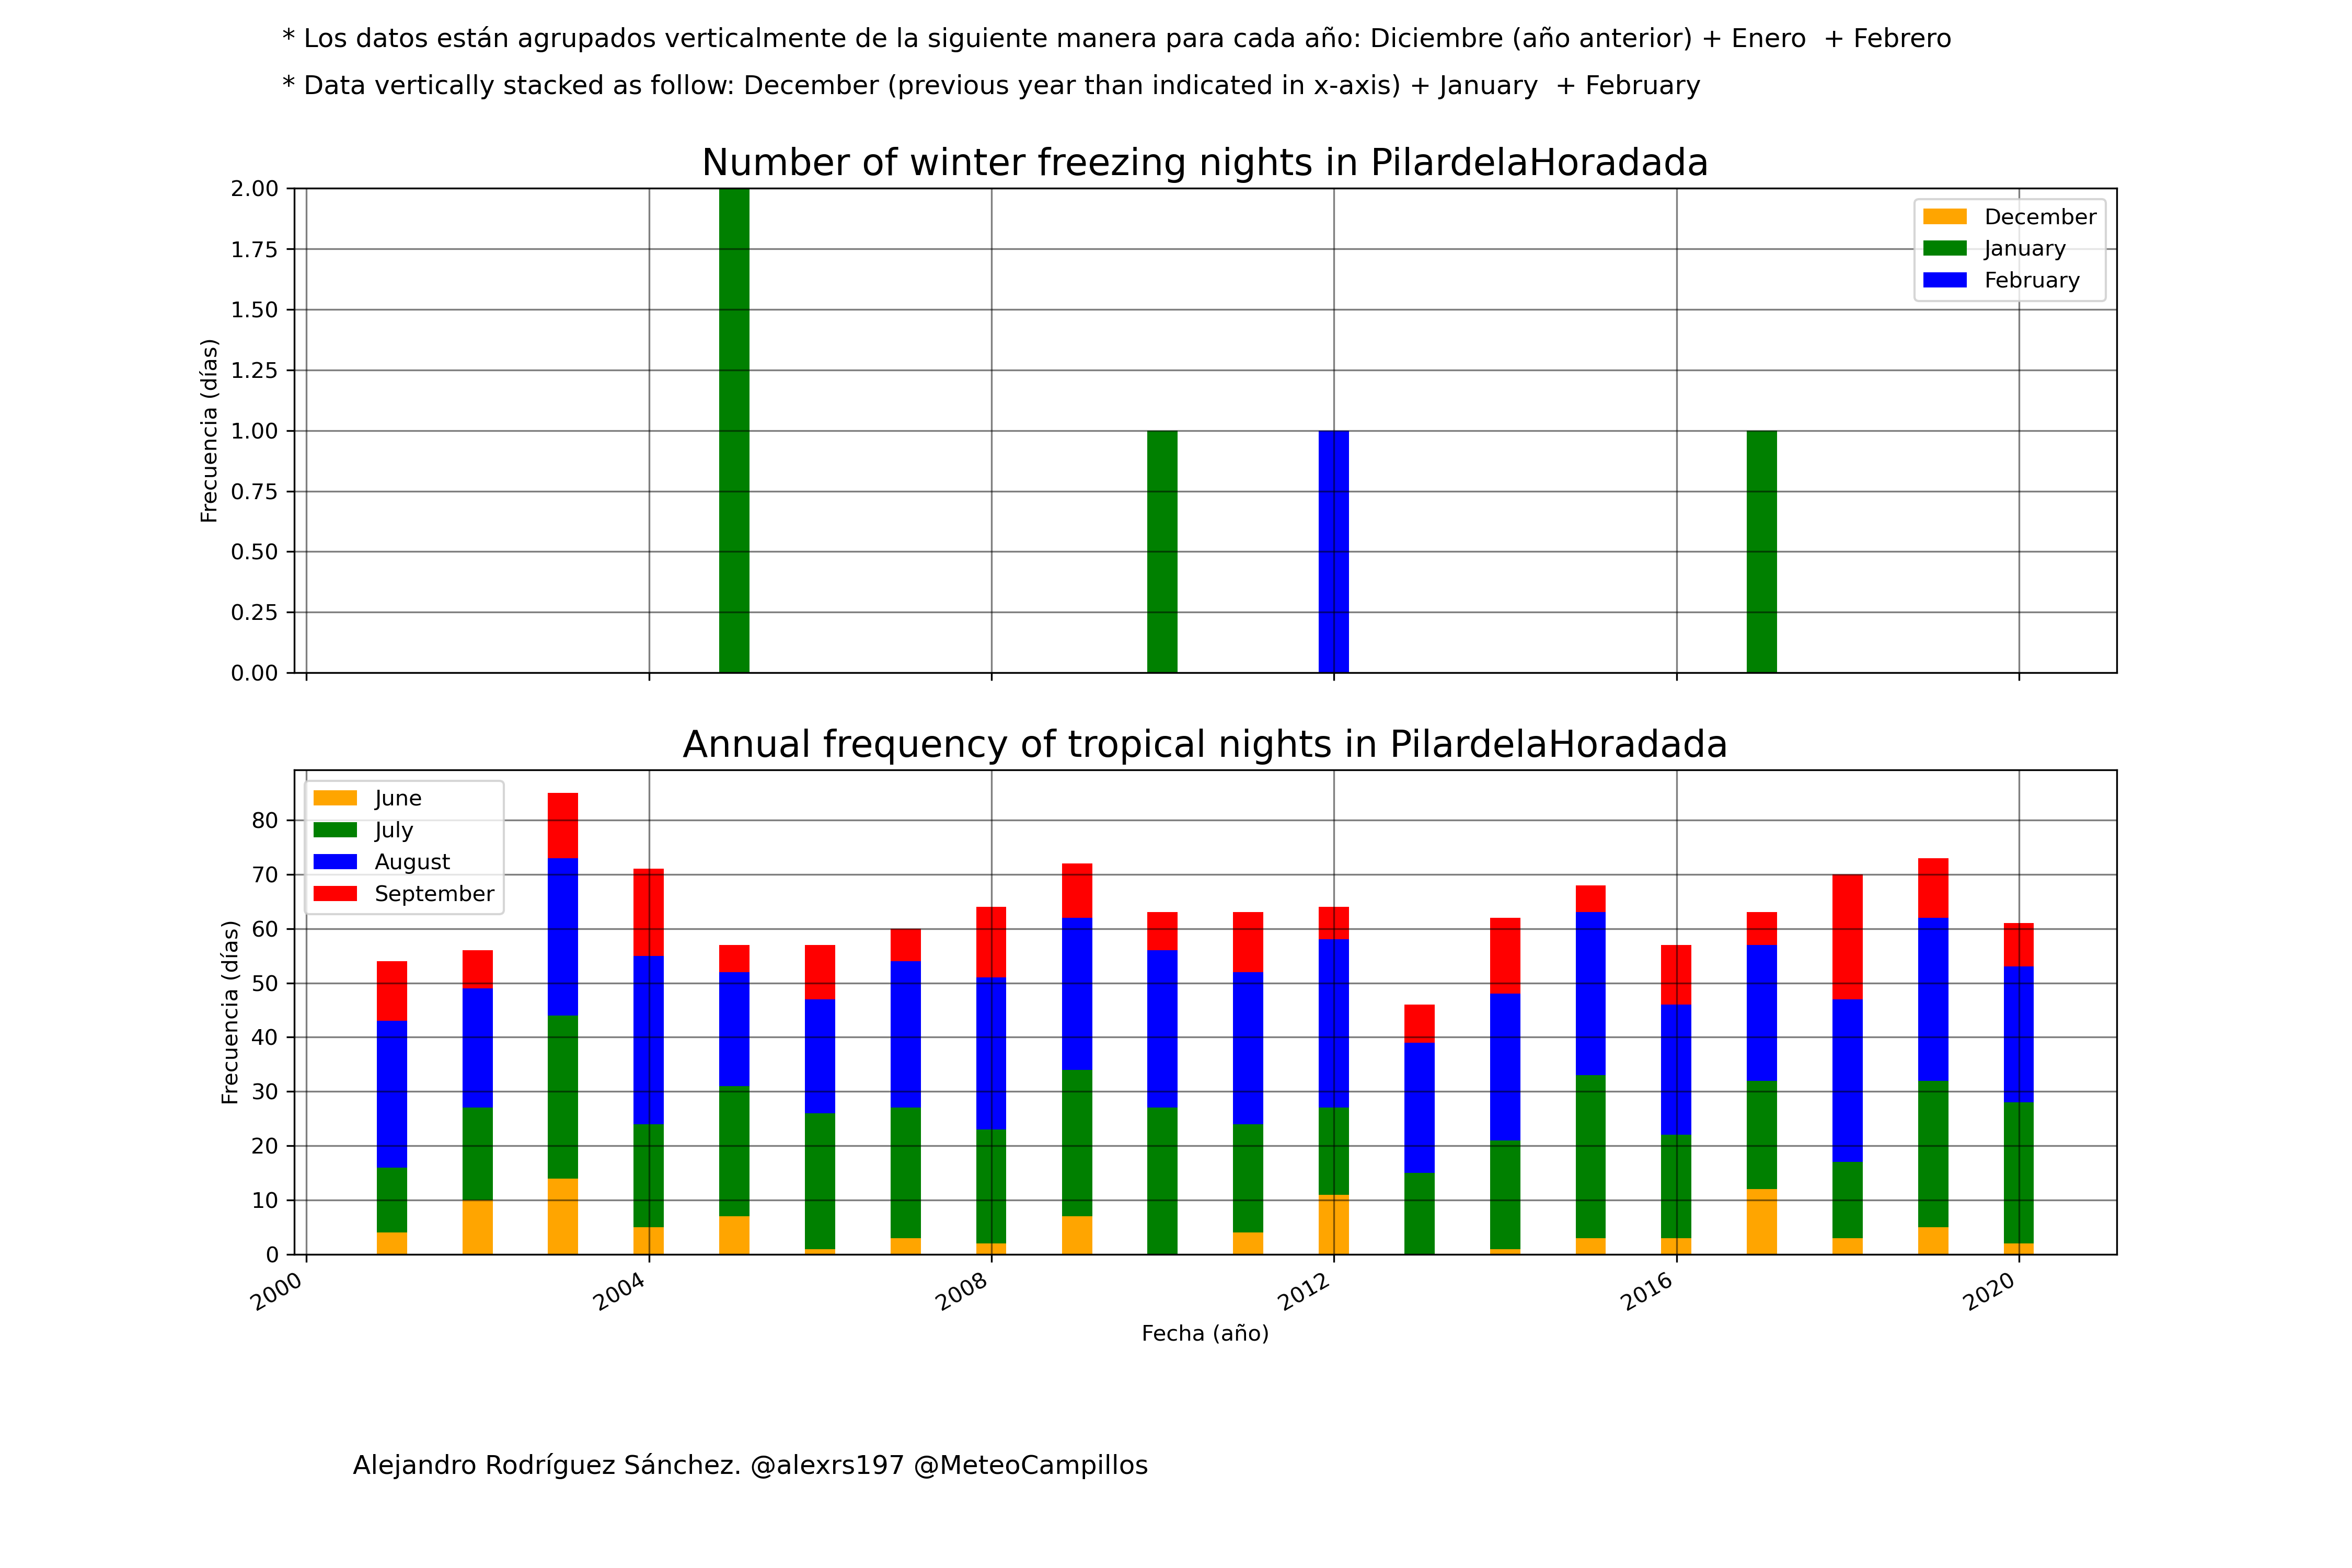 * Los datos están agrupados verticalmente de la siguiente manera para cada año: Diciembre (año anterior) + Enero  + Febrero
* Data vertically stacked as follow: December (previous year than indicated in x-axis) + January  + February
Number of winter freezing nights in PilardelaHoradada
2.00
1.75
1.50
1.25
1.00
0.75
0.50
0.25
0.00
Frecuencia (días)
December
January
February
Annual frequency of tropical nights in PilardelaHoradada
80
70
60
50
40
30
20
10
0
Frecuencia (días)
June
July
August
September
2000
2004
2008
2012
2016
2020
Fecha (año)
Alejandro Rodríguez Sánchez. @alexrs197 @MeteoCampillos